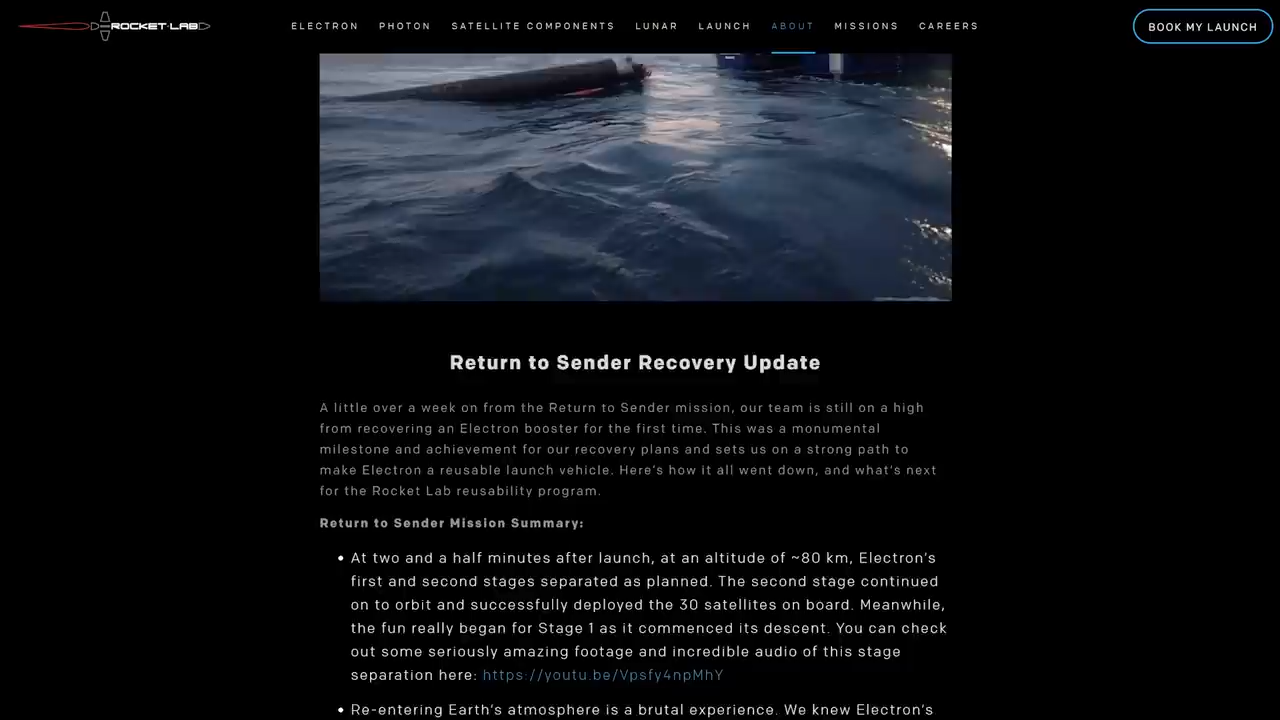 ROCKET LAB
ELECTRON PHOTON SATELLITE COMPONENTS LUNAR LAUNCH ABOUT MISSIONS CAREERS
BOOK MY LAUNCH
Return to Sender Recovery Update
A little over a week on from the Return to Sender mission, our team is still on a high
from recovering an Electron booster for the first time. This was a monumental
milestone and achievement for our recovery plans and sets us on a strong path to
make Electron a reusable launch vehicle. Here's how it all went down, and what's next
for the Rocket Lab reusability program.
Return to Sender Mission Summary:
• At two and a half minutes after launch, at an altitude of ~80 km, Electron's
first and second stages separated as planned. The second stage continued
on to orbit and successfully deployed the 30 satellites on board. Meanwhile,
the fun really began for Stage 1 as it commenced its descent. You can check
out some seriously amazing footage and incredible audio of this stage
separation here: https://youtu.be/Vpsfy4npMhY
• Re-entering Earth's atmosphere is a brutal experience. We knew Electron's